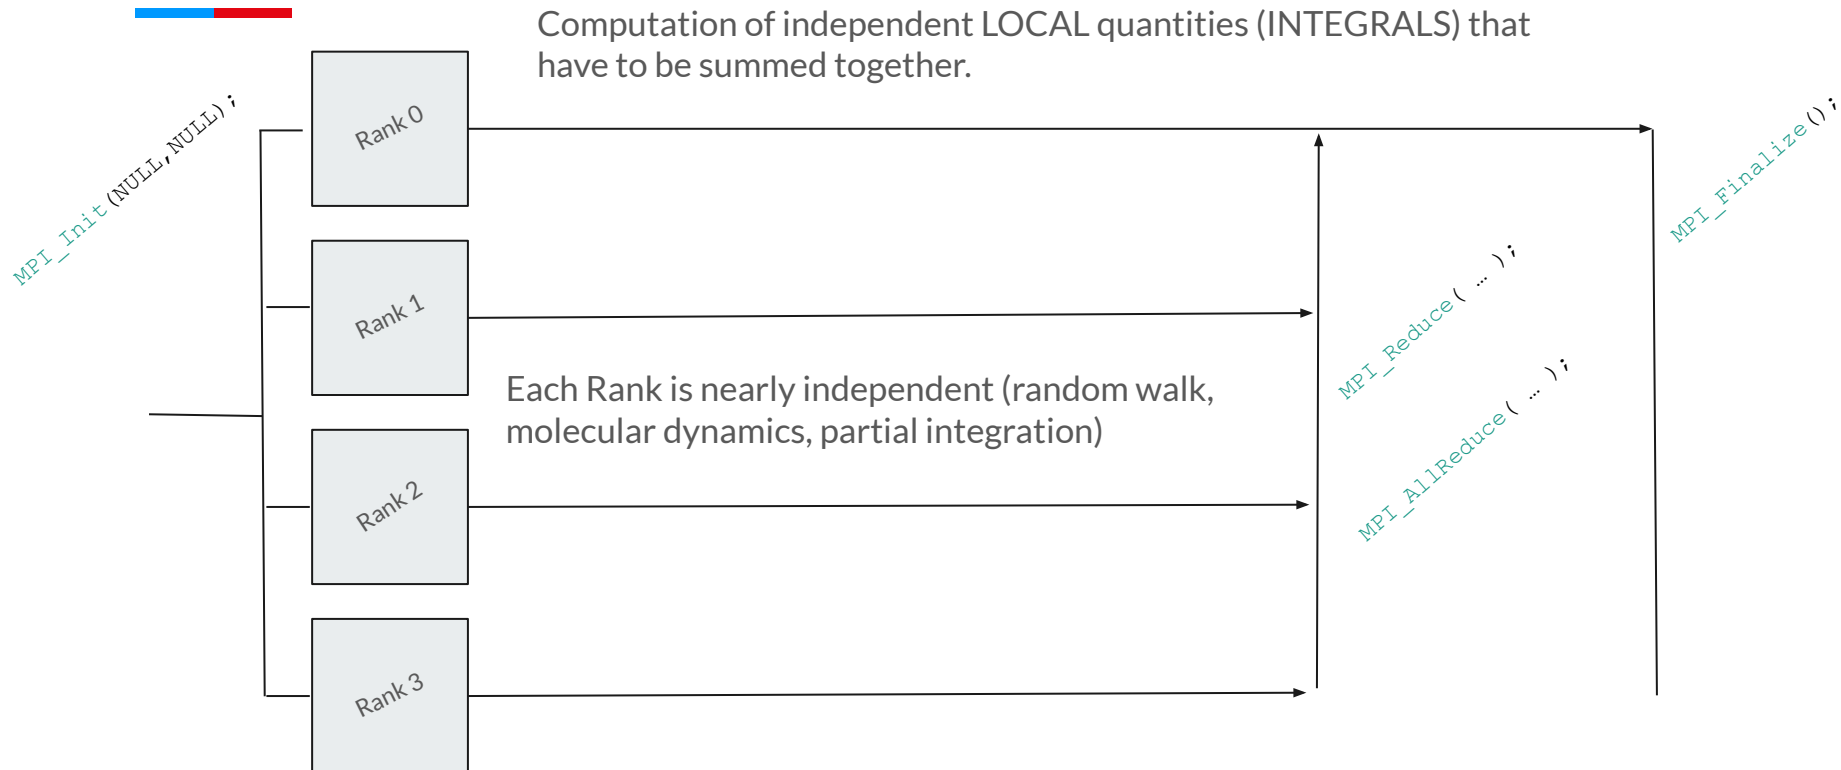 Computation of independent LOCAL quantities (INTEGRALS) that
have to be summed together.
MPI_Init(NULL,NULL);
Rank 0
MPI_Finalize();
Rank 1
MPI_Reduce( … );
Each Rank is nearly independent (random walk,
molecular dynamics, partial integration)
MPI_AllReduce( … );
Rank 2
Rank 3